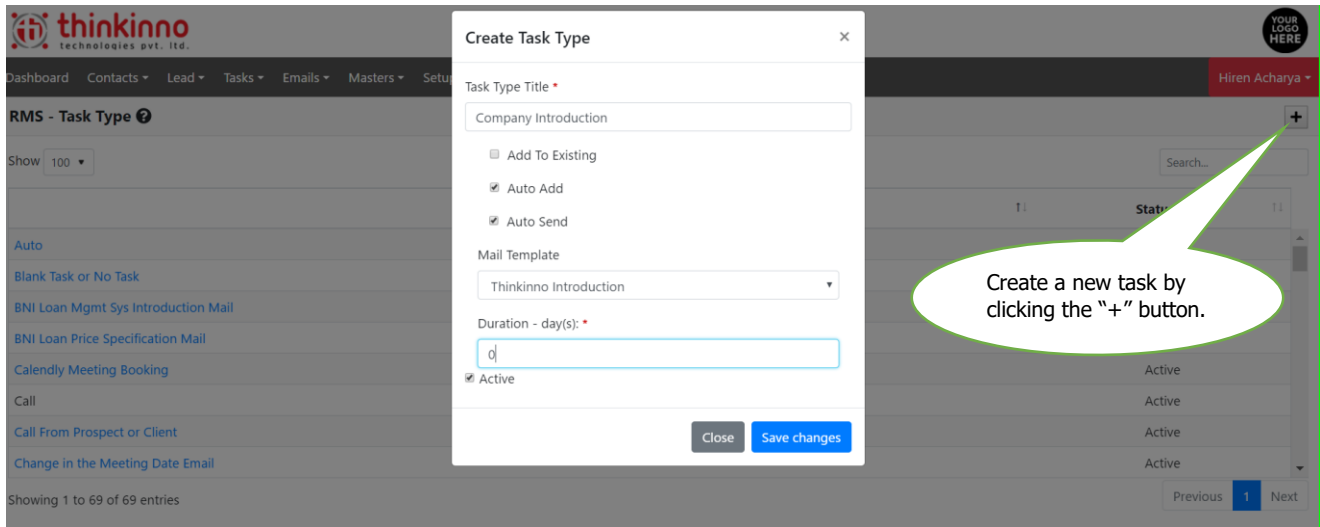 thinkinno
technologies pvt. ltd.
YOUR
LOGO
HERE
Dashboard Contacts Lead Tasks Emails Masters Setup
Hiren Acharya
RMS - Task Type
+
Show 100
Search...
Status
Auto
Blank Task or No Task
BNI Loan Mgmt Sys Introduction Mail
BNI Loan Price Specification Mail
Calendly Meeting Booking
Active
Call
Active
Call From Prospect or Client
Active
Change in the Meeting Date Email
Active
Showing 1 to 69 of 69 entries
Previous 1 Next
Create Task Type ×
Task Type Title *
Company Introduction
Add To Existing
Auto Add
Auto Send
Mail Template
Thinkinno Introduction
Duration - day(s): *
0
Active
Close Save changes
Create a new task by
clicking the “+” button.